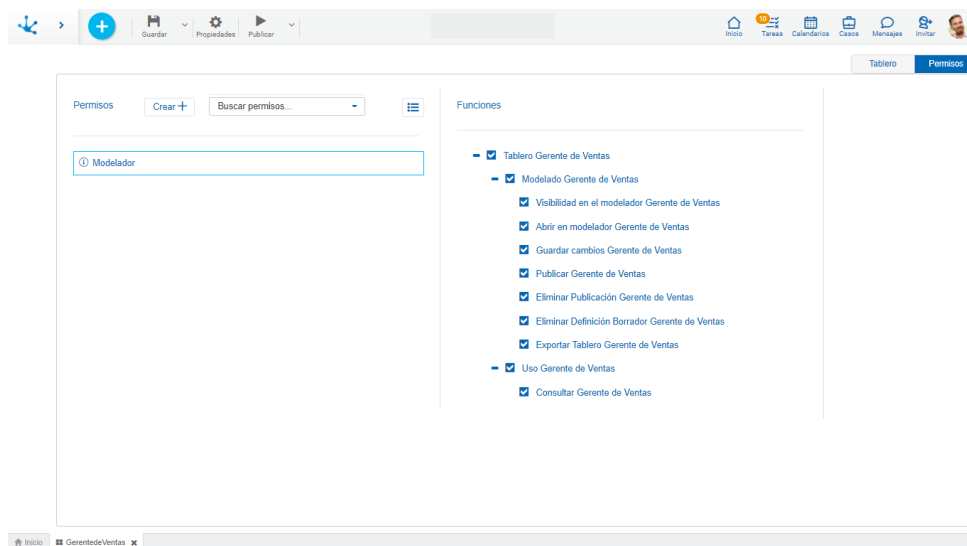 Guardar
Propiedades
Publicar
Inicio
10
Tareas
Calendarios
Casos
Mensajes
Invitar
Tablero
Permisos
Permisos
Crear
Buscar permisos...
Funciones
Modelador
Tablero Gerente de Ventas
Modelado Gerente de Ventas
Visibilidad en el modelador Gerente de Ventas
Abrir en modelador Gerente de Ventas
Guardar cambios Gerente de Ventas
Publicar Gerente de Ventas
Eliminar Publicación Gerente de Ventas
Eliminar Definición Borrador Gerente de Ventas
Exportar Tablero Gerente de Ventas
Uso Gerente de Ventas
Consultar Gerente de Ventas
Inicio
GerentedeVentas